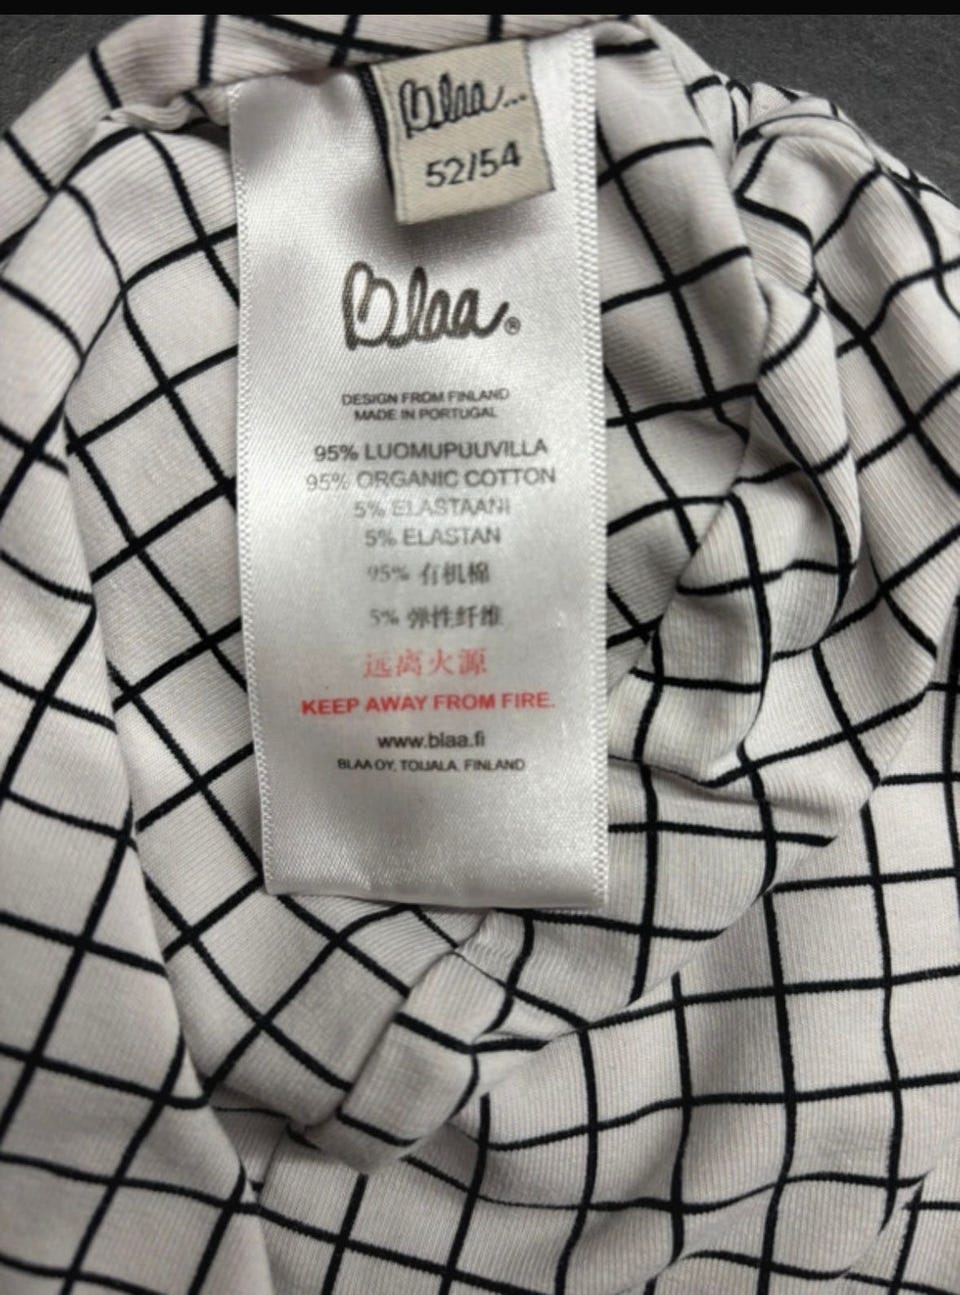 Blaa...
52/54
Blaa.®
DESIGN FROM FINLAND
MADE IN PORTUGAL
95% LUOMUPUUVILLA
95% ORGANIC COTTON
5% ELASTAANI
5% ELASTAN
95% 有机棉
5% 弹性纤维
远离火源
KEEP AWAY FROM FIRE.
www.blaa.fi
BLAA OY, TOIJALA, FINLAND